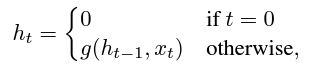 h_t = { 0 if t = 0
g(h_{t−1}, x_t) otherwise,